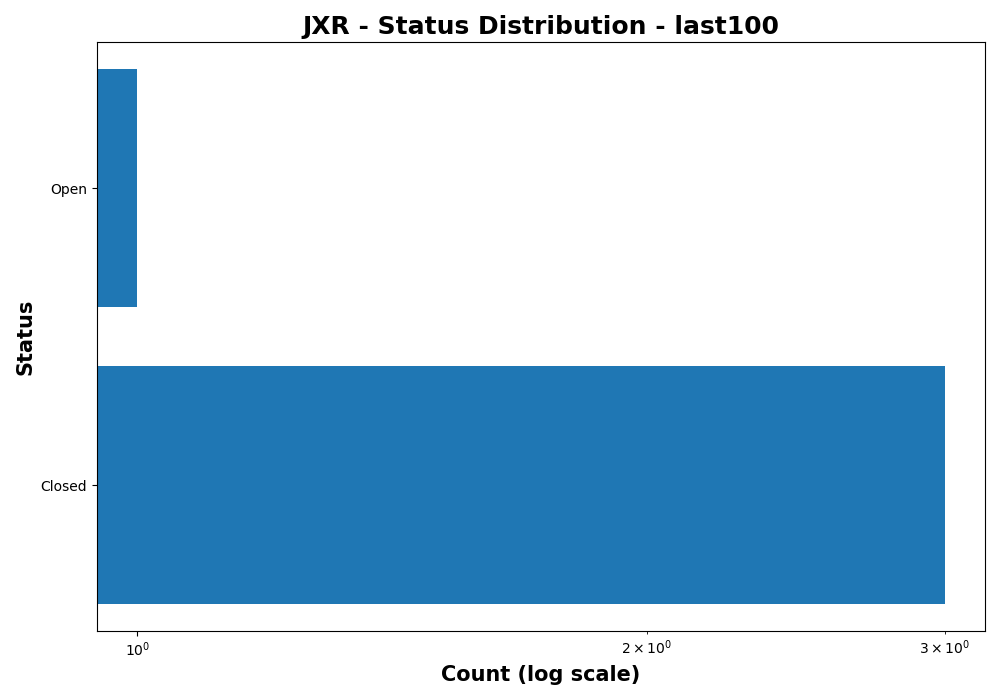 JXR - Status Distribution - last100
Status
Open
Closed
10⁰
2 × 10⁰
3 × 10⁰
Count (log scale)